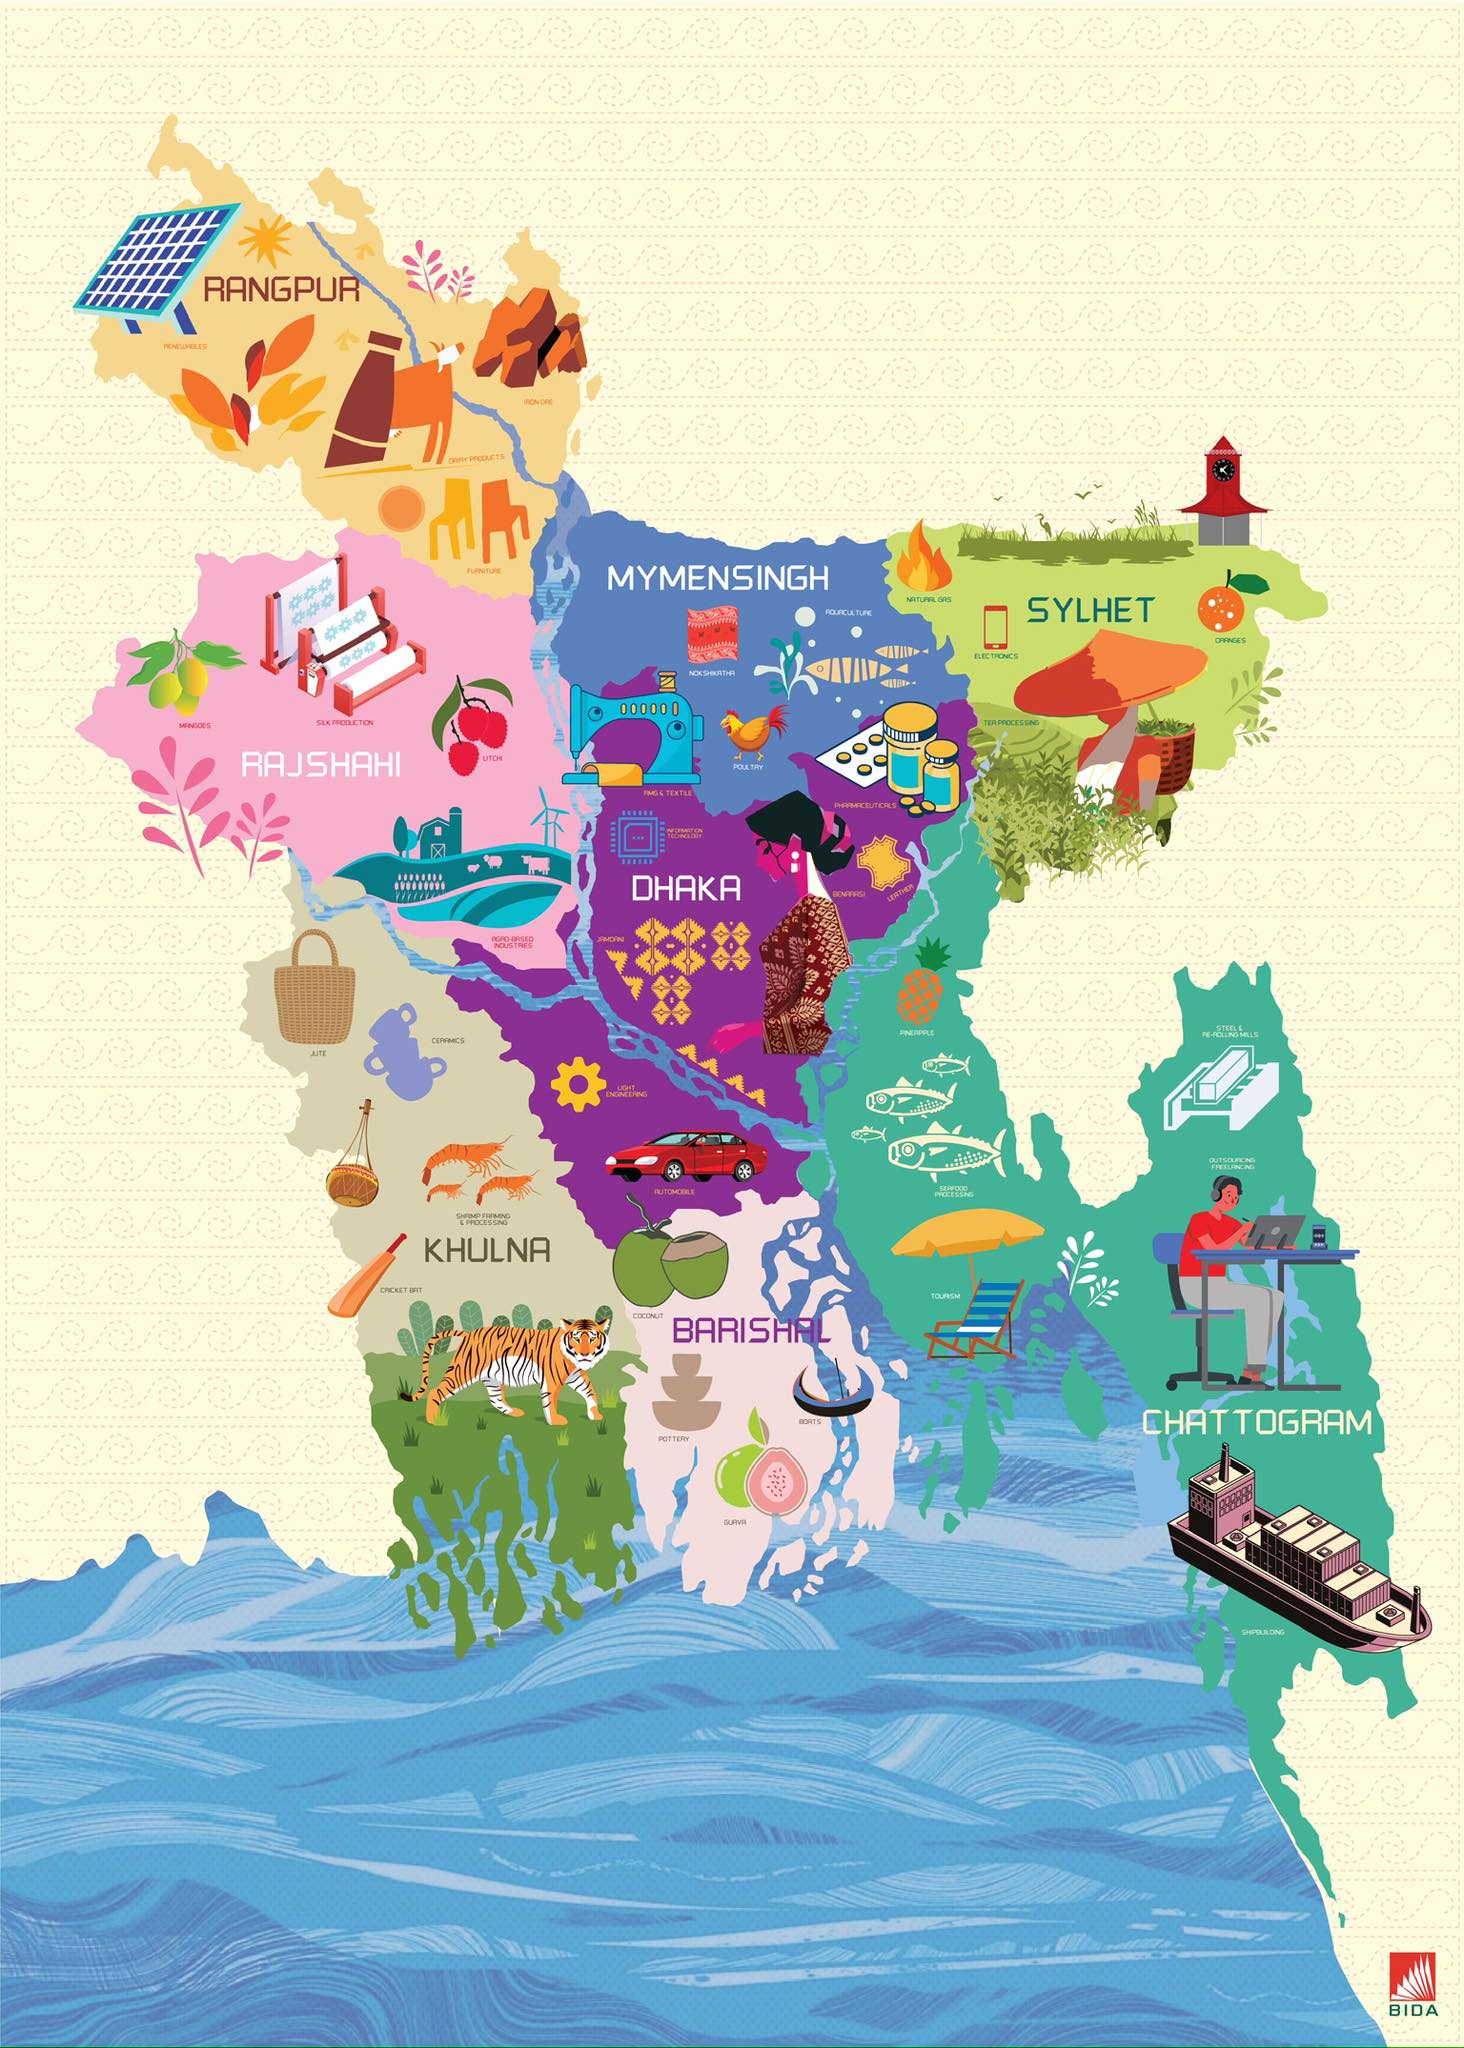 RANGPUR
RENEWABLES
IRON ORE
DAIRY PRODUCTS
FURNITURE
MYMENSINGH
NOKSHIKATHA
AQUACULTURE
POULTRY
NATURAL GAS
SYLHET
ELECTRONICS
ORANGES
TEA PROCESSING
MANGOES
SILK PRODUCTION
LITCHI
RAJSHAHI
AGRO-BASED
INDUSTRIES
RMG & TEXTILE
PHARMACEUTICALS
INFORMATION
TECHNOLOGY
DHAKA
BENARASI
LEATHER
JAMDANI
LIGHT
ENGINEERING
AUTOMOBILE
JUTE
CERAMICS
SHRIMP FARMING
& PROCESSING
KHULNA
CRICKET BAT
COCONUT
BARISHAL
POTTERY
BOATS
GUAVA
PINEAPPLE
SEAFOOD
PROCESSING
TOURISM
STEEL &
RE-ROLLING MILLS
OUTSOURCING
FREELANCING
CHATTOGRAM
SHIPBUILDING
BIDA